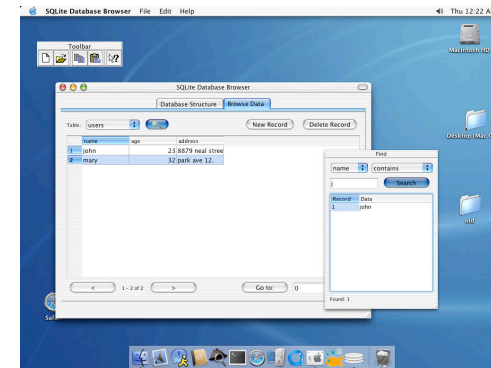 SQLite Database Browser File Edit Help Thu 12:22 A
Toolbar
Macintosh HD
SQLite Database Browser
Database Structure Browse Data
Table: users New Record Delete Record
name age address
1 john 23 8879 neal stree
2 mary 32 park ave 12.
Find
name contains
j Search
Record Data
1 john
Found: 1
< 1 - 2 of 2 > Go to: 0
Desktop (Mac O
old
Safa